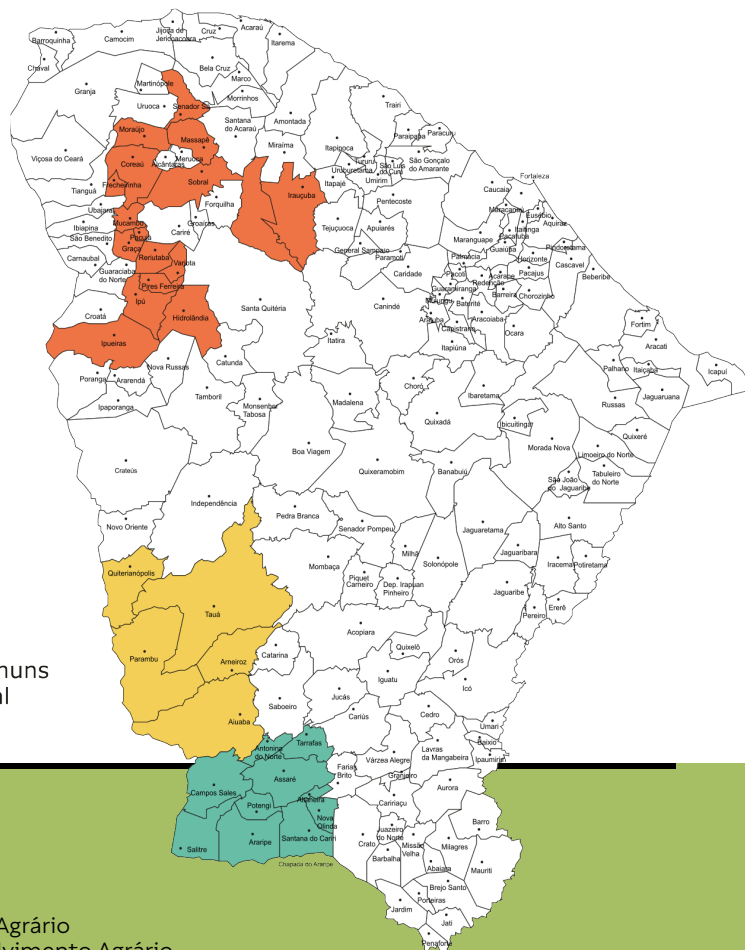 Acaraú
Cruz
Jijoca de
Jericoacoara
Barroquinha
Camocim
Itarema
Chaval
Bela Cruz
Marco
Granja
Martinópole
Morrinhos
Uruoca
Senador Sá
Santana
do Acaraú
Amontada
Trairi
Moraújo
Massapê
Miraíma
Itapipoca
Paraipaba
Paracuru
Viçosa do Ceará
Coreaú
Alcântaras
Meruoca
Tururu
Uruburetama
São Luís
do Curu
São Gonçalo
do Amarante
Umirim
Fortaleza
Tianguá
Frecheirinha
Sobral
Irauçuba
Itapajé
Caucaia
Pentecoste
Forquilha
Maracanaú
Eusébio
Ubajara
Mucambo
Groaíras
Tejuçuoca
Apuiarés
Aquiraz
Ibiapina
Pacujá
Cariré
Itaitinga
Pacatuba
São Benedito
Graça
General Sampaio
Maranguape
Guaiúba
Pindoretama
Carnaubal
Reriutaba
Varjota
Paramoti
Palmácia
Horizonte
Cascavel
Guaraciaba
do Norte
Caridade
Pacoti
Acarape
Redenção
Pacajus
Beberibe
Pires Ferreira
Guaramiranga
Barreira
Chorozinho
Ipú
Santa Quitéria
Canindé
Mulungu
Baturité
Croatá
Hidrolândia
Aratuba
Capistrano
Aracoiaba
Ocara
Fortim
Ipueiras
Itatira
Itapiúna
Aracati
Nova Russas
Catunda
Palhano
Itaiçaba
Icapuí
Poranga
Ararendá
Choró
Ibaretama
Jaguaruana
Ipaporanga
Tamboril
Monsenhor
Tabosa
Madalena
Quixadá
Ibicuitinga
Russas
Quixeré
Boa Viagem
Morada Nova
Limoeiro do Norte
Crateús
Quixeramobim
Banabuiú
São João
do Jaguaribe
Tabuleiro
do Norte
Independência
Pedra Branca
Senador Pompeu
Jaguaretama
Alto Santo
Novo Oriente
Milhã
Solonópole
Jaguaribara
Iracema
Potiretama
Quiterianópolis
Mombaça
Piquet
Carneiro
Dep. Irapuan
Pinheiro
Jaguaribe
Tauá
Pereiro
Ererê
Acopiara
Parambu
Arneiroz
Catarina
Quixelô
Orós
Iguatu
Icó
Saboeiro
Jucás
Cariús
Cedro
Umari
Aiuaba
Baixio
Ipaumirim
Antonina
do Norte
Tarrafas
Várzea Alegre
Lavras
da Mangabeira
Farias
Brito
Granjeiro
Campos Sales
Assaré
Aurora
Altaneira
Caririaçu
Potengi
Nova
Olinda
Barro
Salitre
Araripe
Santana do Cariri
Crato
Juazeiro
do Norte
Missão
Velha
Milagres
Barbalha
Abaiara
Mauriti
Chapada do Araripe
Brejo Santo
Porteiras
Jardim
Jati
Penaforte
muns
l
Agrário
lvimento Agrário